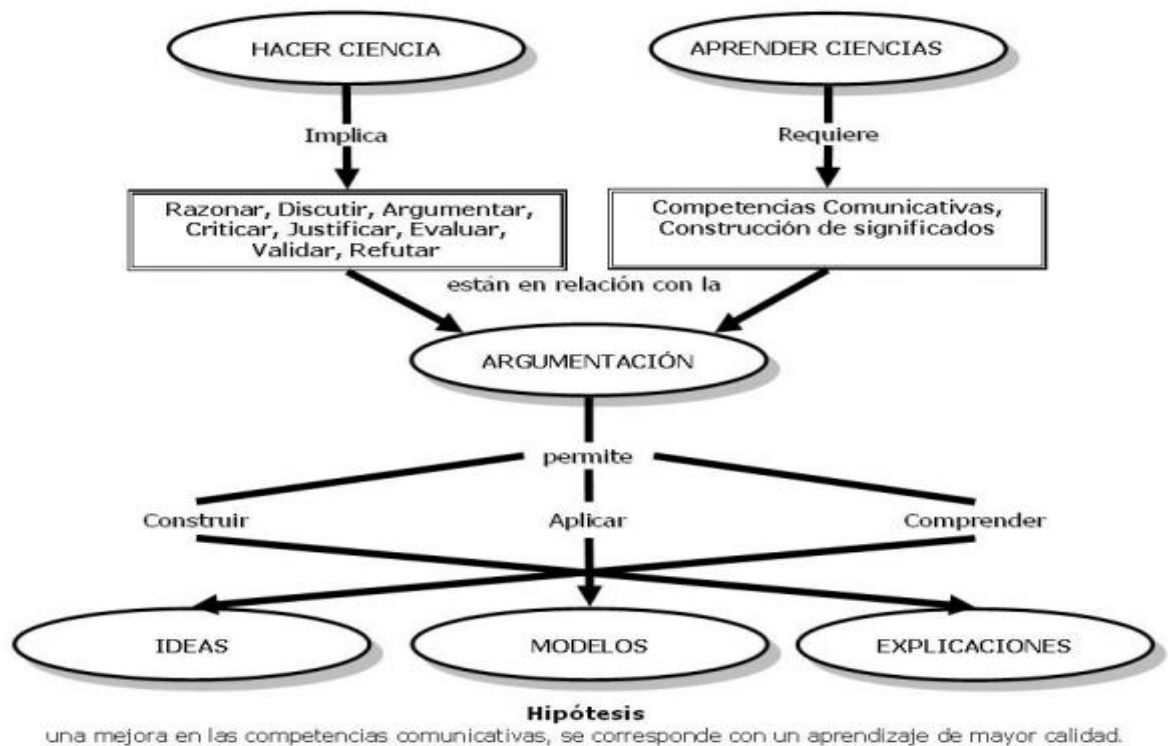 HACER CIENCIA
APRENDER CIENCIAS
Implica
Requiere
Razonar, Discutir, Argumentar,
Criticar, Justificar, Evaluar,
Validar, Refutar
Competencias Comunicativas,
Construcción de significados
están en relación con la
ARGUMENTACIÓN
permite
Construir
Aplicar
Comprender
IDEAS
MODELOS
EXPLICACIONES
Hipótesis
una mejora en las competencias comunicativas, se corresponde con un aprendizaje de mayor calidad.